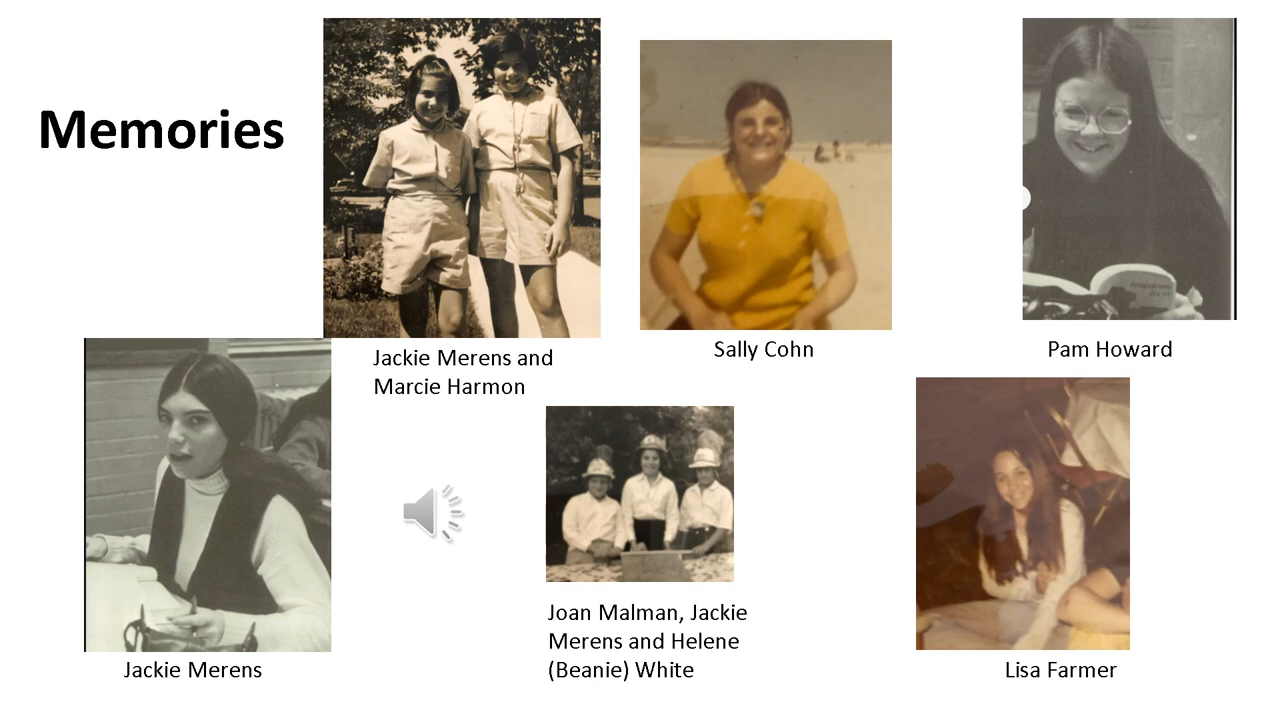 Memories
Jackie Merens and
Marcie Harmon
Sally Cohn
Pam Howard
Jackie Merens
Joan Malman, Jackie
Merens and Helene
(Beanie) White
Lisa Farmer